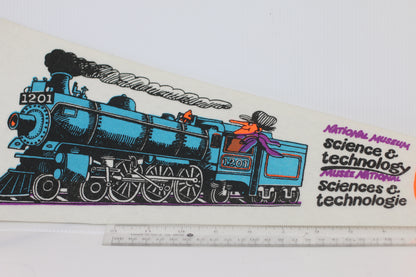 1201
1201
NATIONAL MUSEUM
science &
technology
MUSÉE NATIONAL
sciences &
technologie